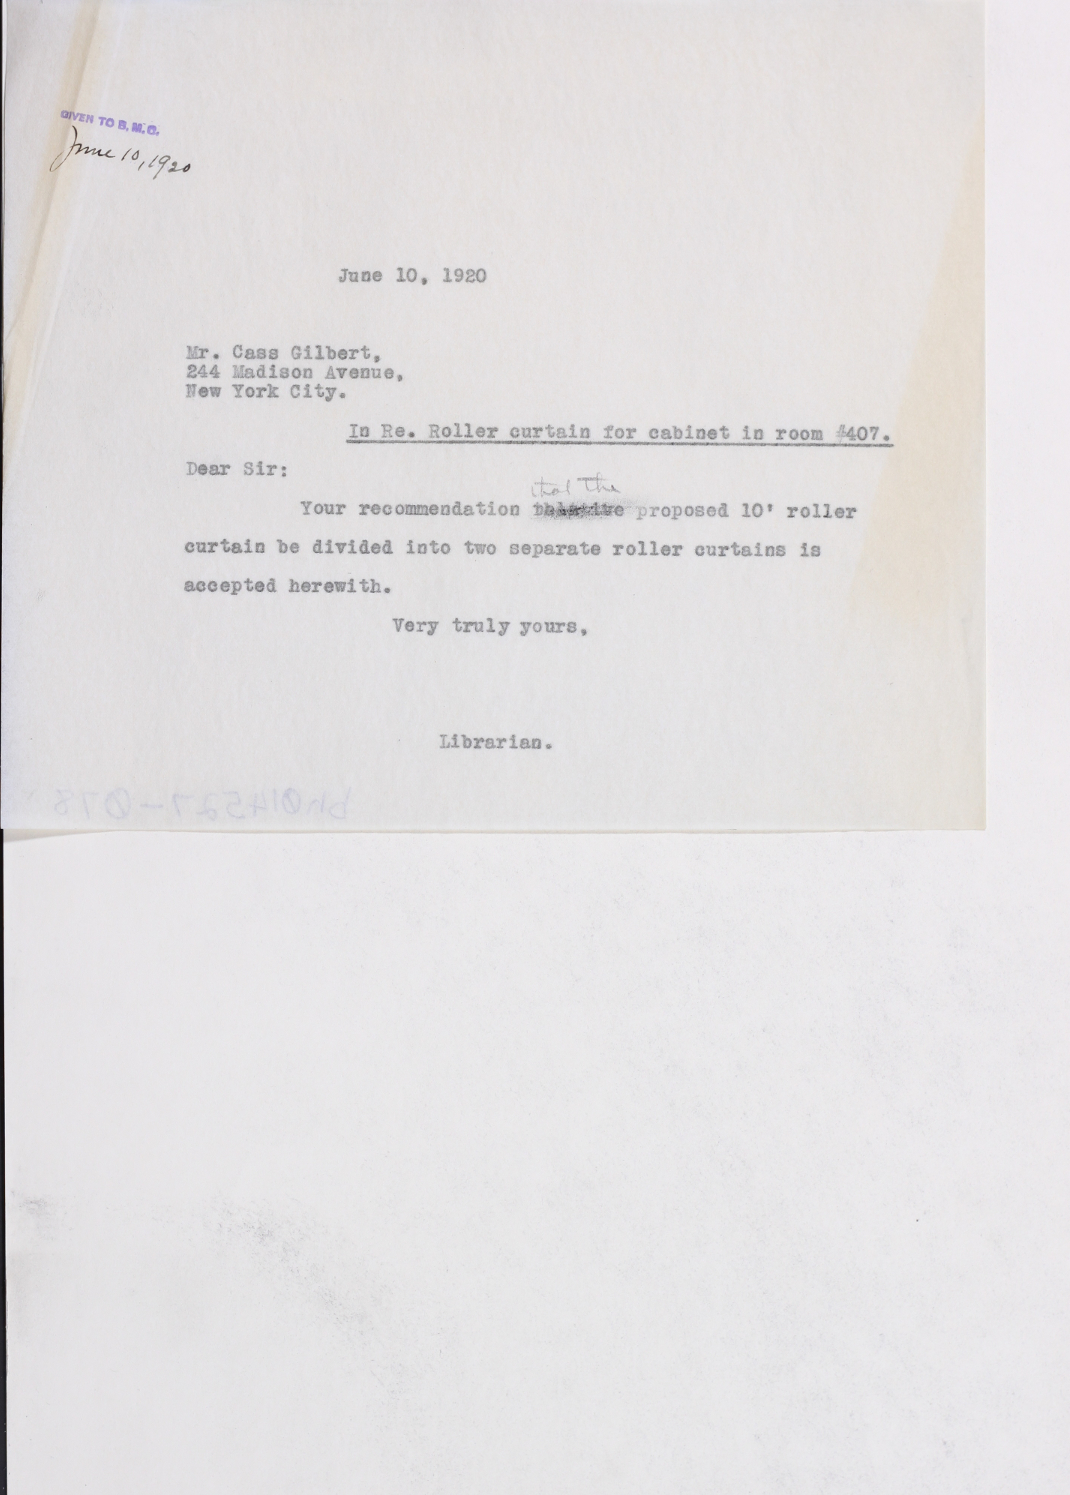 GIVEN TO B. M. C.
June 10, 1920
June 10, 1920
Mr. Cass Gilbert,
244 Madison Avenue,
New York City.
In Re. Roller curtain for cabinet in room #407.
Dear Sir:
that the
Your recommendation proposed 10' roller
curtain be divided into two separate roller curtains is
accepted herewith.
Very truly yours,
Librarian.
bh014527-078